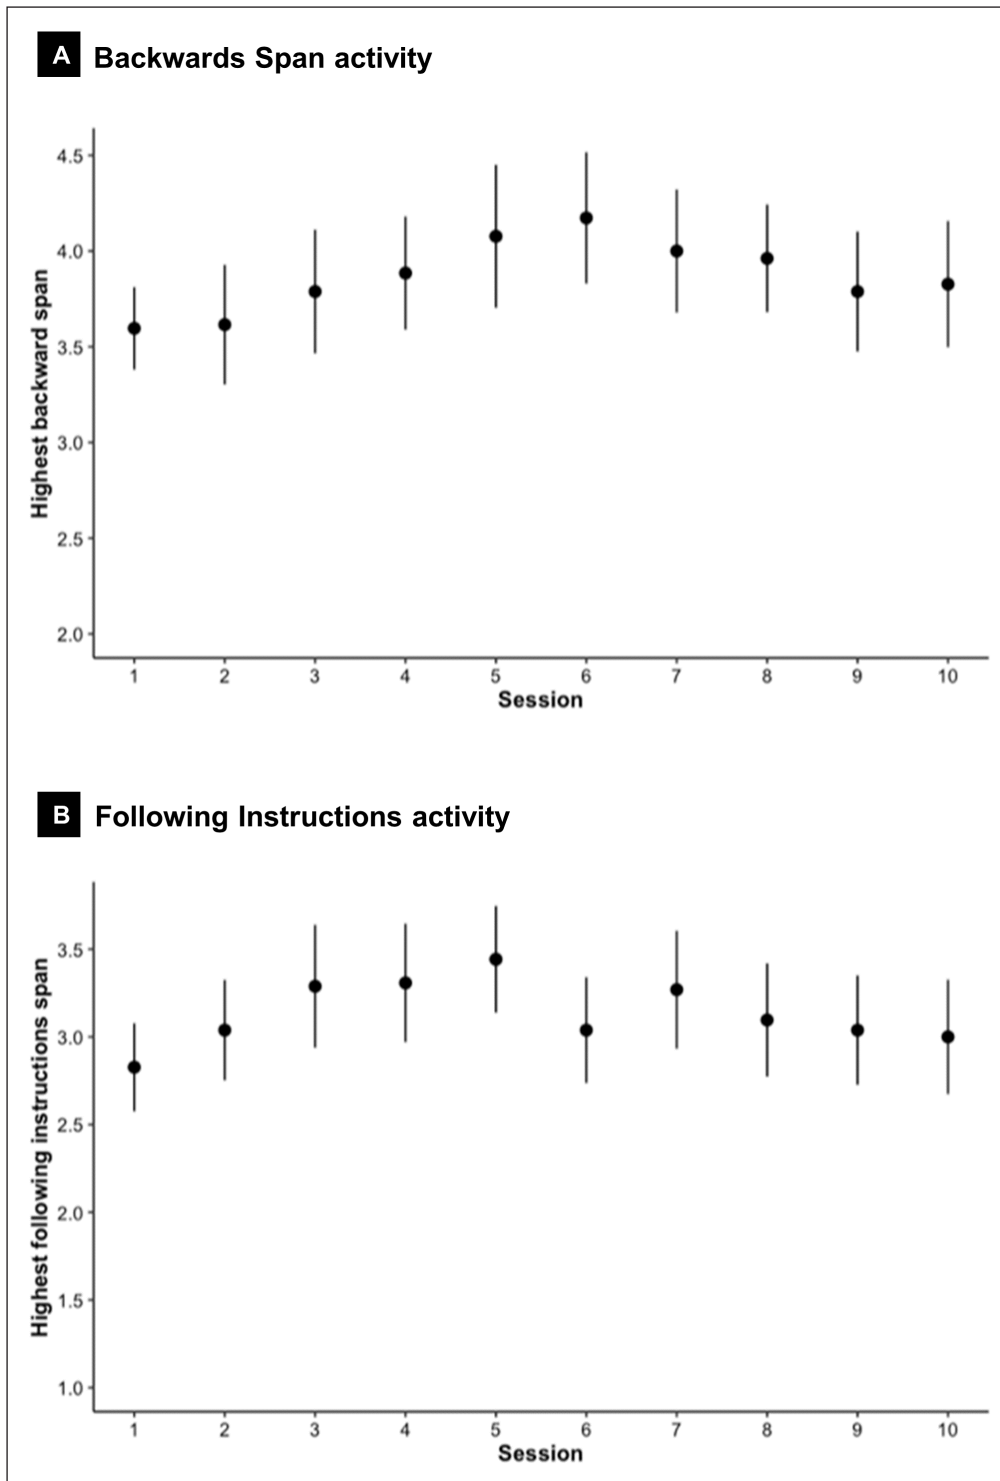 A Backwards Span activity
4.5
4.0
3.5
3.0
2.5
2.0
Highest backward span
1 2 3 4 5 6 7 8 9 10
Session
B Following Instructions activity
3.5
3.0
2.5
2.0
1.5
1.0
Highest following instructions span
1 2 3 4 5 6 7 8 9 10
Session